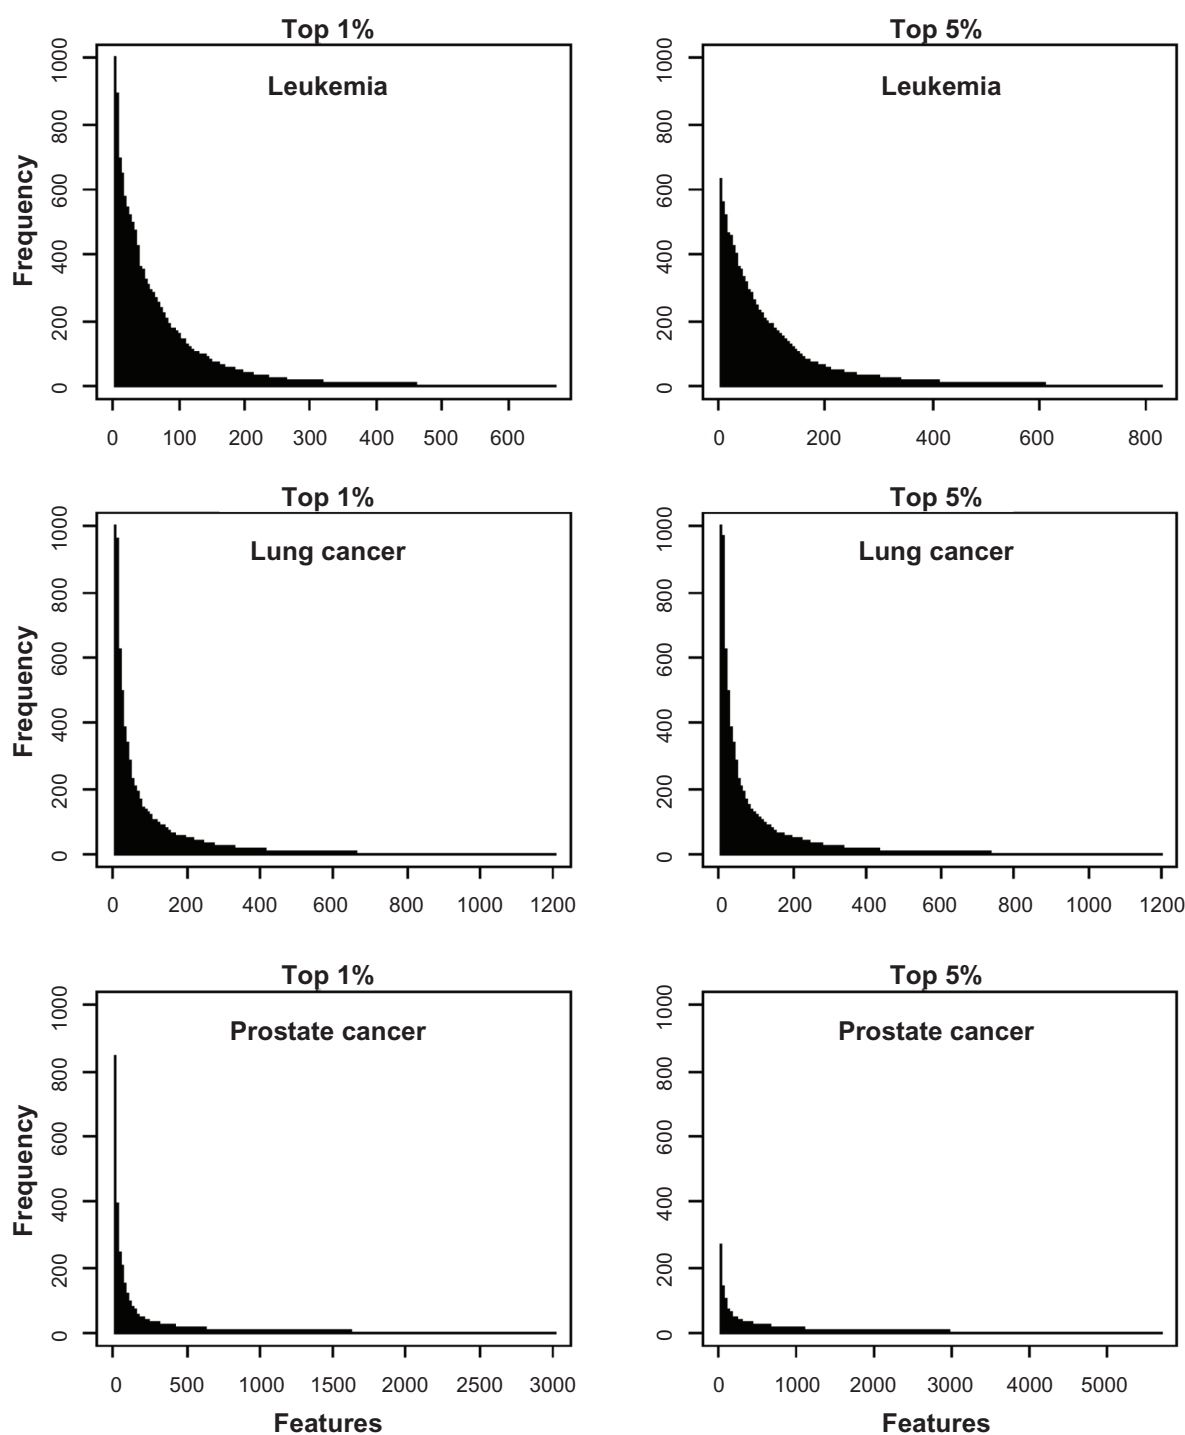 Top 1%
Leukemia
Frequency
0 200 400 600 800 1000
0 100 200 300 400 500 600
Top 5%
Leukemia
0 200 400 600 800 1000
0 200 400 600 800
Top 1%
Lung cancer
Frequency
0 200 400 600 800 1000
0 200 400 600 800 1000 1200
Top 5%
Lung cancer
0 200 400 600 800 1000
0 200 400 600 800 1000 1200
Top 1%
Prostate cancer
Frequency
0 200 400 600 800 1000
0 500 1000 1500 2000 2500 3000
Features
Top 5%
Prostate cancer
0 200 400 600 800 1000
0 1000 2000 3000 4000 5000
Features